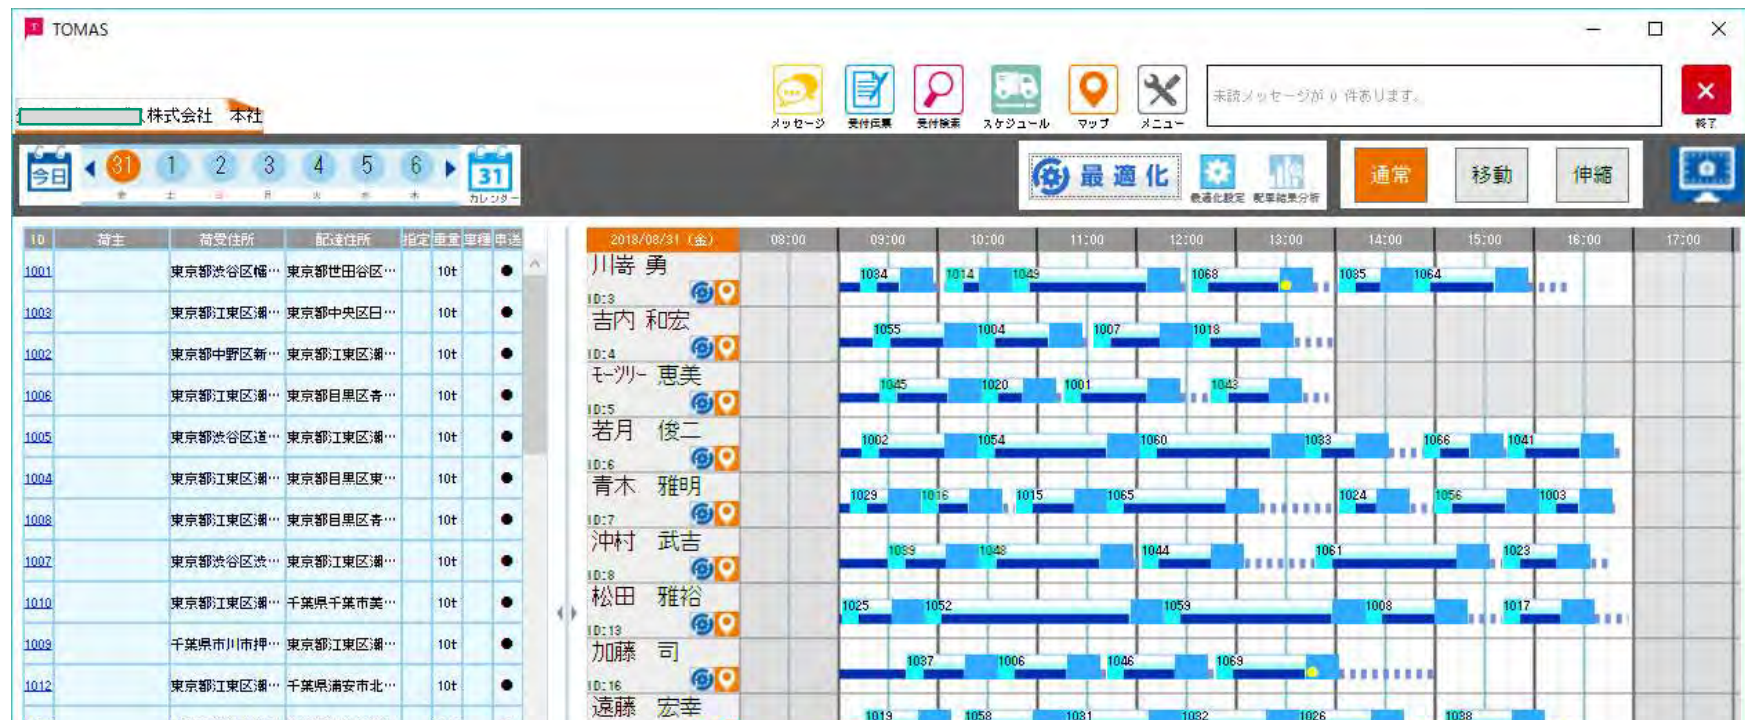 TOMAS
株式会社 本社
メッセージ 受付伝票 受付検索 スケジュール マップ メニュー
未読メッセージが 0 件あります。
終了
今日 31 1 2 3 4 5 6 31
金 土 日 月 火 水 木 カレンダー
最適化 最適化設定 配車結果分析 通常 移動 伸縮
ID 荷主 荷受住所 配達住所 指定 重量 車種 申送
1001 東京都渋谷区幡… 東京都世田谷区… 10t ●
1003 東京都江東区潮… 東京都中央区日… 10t ●
1002 東京都中野区新… 東京都江東区潮… 10t ●
1006 東京都江東区潮… 東京都目黒区青… 10t ●
1005 東京都渋谷区道… 東京都江東区潮… 10t ●
1004 東京都江東区潮… 東京都目黒区東… 10t ●
1008 東京都江東区潮… 東京都目黒区青… 10t ●
1007 東京都渋谷区渋… 東京都江東区潮… 10t ●
1010 東京都江東区潮… 千葉県千葉市美… 10t ●
1009 千葉県市川市押… 東京都江東区潮… 10t ●
1012 東京都江東区潮… 千葉県浦安市北… 10t ●
2018/08/31 (金) 08:00 09:00 10:00 11:00 12:00 13:00 14:00 15:00 16:00 17:00
川嵜 勇 1034 1014 1049 1068 1035 1064
ID:3
吉内 和宏 1055 1004 1007 1018
ID:4
モーツリー 恵美 1045 1020 1001 1043
ID:5
若月 俊二 1002 1054 1060 1033 1066 1041
ID:6
青木 雅明 1029 1016 1015 1065 1024 1056 1003
ID:7
沖村 武吉 1039 1048 1044 1061 1023
ID:8
松田 雅裕 1025 1052 1059 1008 1017
ID:13
加藤 司 1037 1006 1046 1069
ID:16
遠藤 宏幸 1019 1058 1031 1032 1026 1038